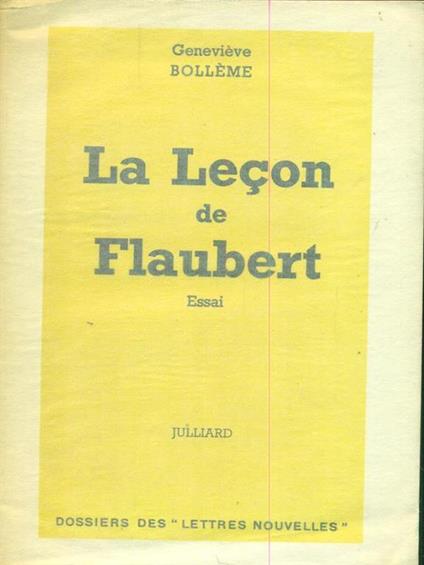 Geneviève
BOLLÈME
La Leçon
de
Flaubert
Essai
JULLIARD
DOSSIERS DES "LETTRES NOUVELLES"